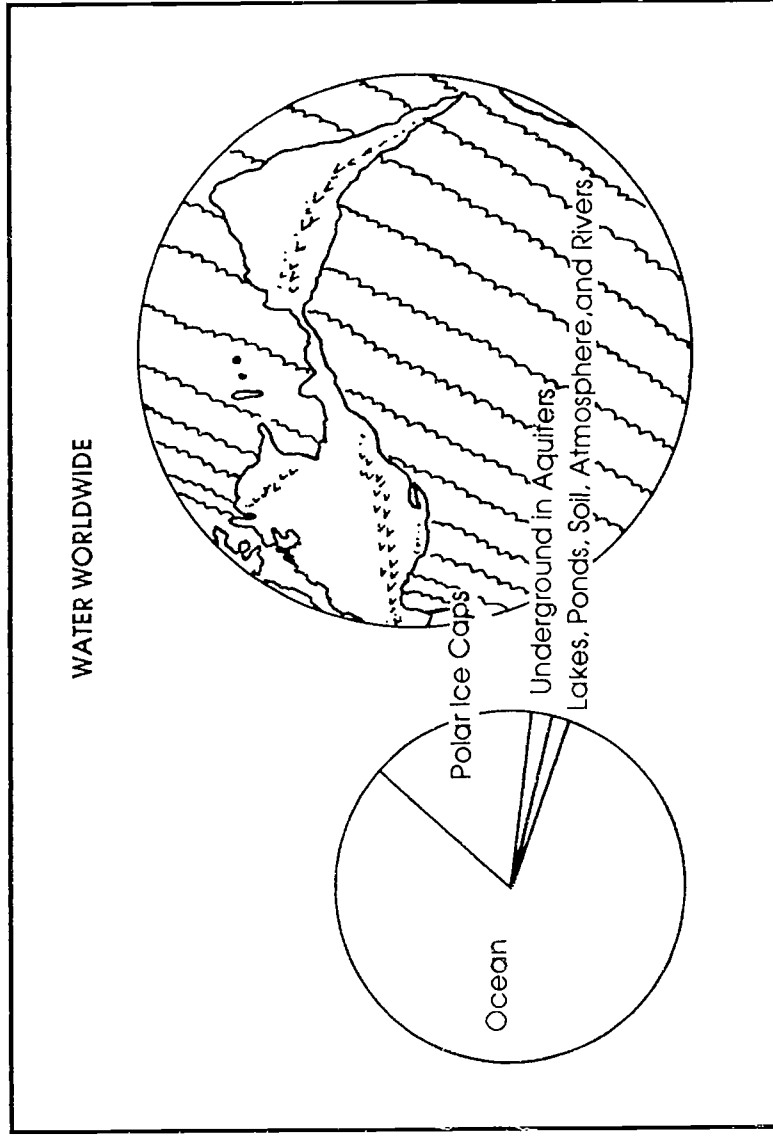 WATER WORLDWIDE
Ocean
Polar Ice Caps
Underground in Aquifers
Lakes, Ponds, Soil, Atmosphere,and Rivers